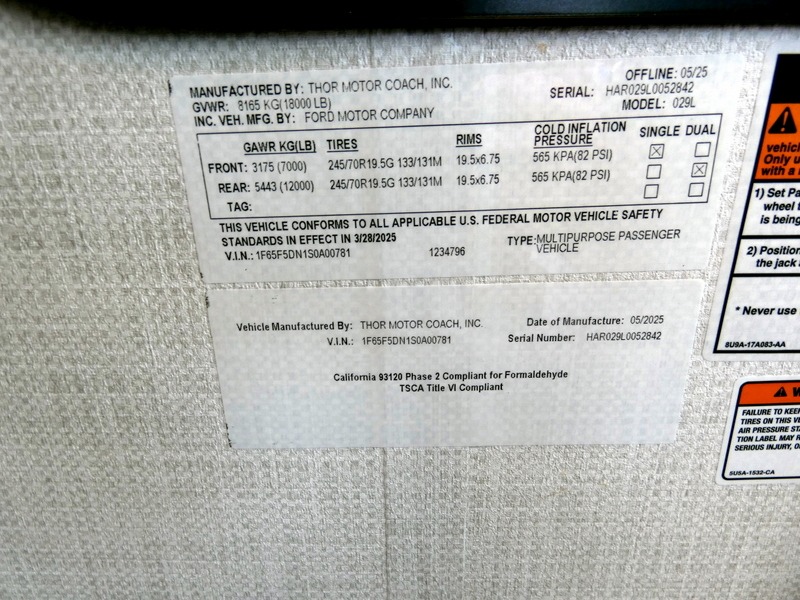 MANUFACTURED BY: THOR MOTOR COACH, INC. OFFLINE: 05/25
GVWR: 8165 KG(18000 LB) SERIAL: HAR029L0052842
INC. VEH. MFG. BY: FORD MOTOR COMPANY MODEL: 029L
GAWR KG(LB) TIRES RIMS COLD INFLATION PRESSURE SINGLE DUAL
FRONT: 3175 (7000) 245/70R19.5G 133/131M 19.5x6.75 565 KPA(82 PSI) ☒ ☐
REAR: 5443 (12000) 245/70R19.5G 133/131M 19.5x6.75 565 KPA(82 PSI) ☐ ☒
TAG: ☐ ☐
THIS VEHICLE CONFORMS TO ALL APPLICABLE U.S. FEDERAL MOTOR VEHICLE SAFETY
STANDARDS IN EFFECT IN 3/28/2025 TYPE: MULTIPURPOSE PASSENGER
V.I.N.: 1F65F5DN1S0A00781 1234796 VEHICLE
Vehicle Manufactured By: THOR MOTOR COACH, INC. Date of Manufacture: 05/2025
V.I.N.: 1F65F5DN1S0A00781 Serial Number: HAR029L0052842
California 93120 Phase 2 Compliant for Formaldehyde
TSCA Title VI Compliant
vehicl
Only u
with a
1) Set Pa
wheel
is being
2) Position
the jack
* Never use
8U9A-17A083-AA
FAILURE TO KEEP
TIRES ON THIS VE
AIR PRESSURE STA
TION LABEL MAY R
SERIOUS INJURY, O
5U5A-1532-CA